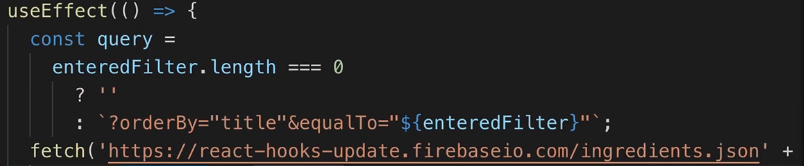 useEffect(() => {
const query =
enteredFilter.length === 0
? ''
: `?orderBy="title"&equalTo="${enteredFilter}"`;
fetch('https://react-hooks-update.firebaseio.com/ingredients.json' +